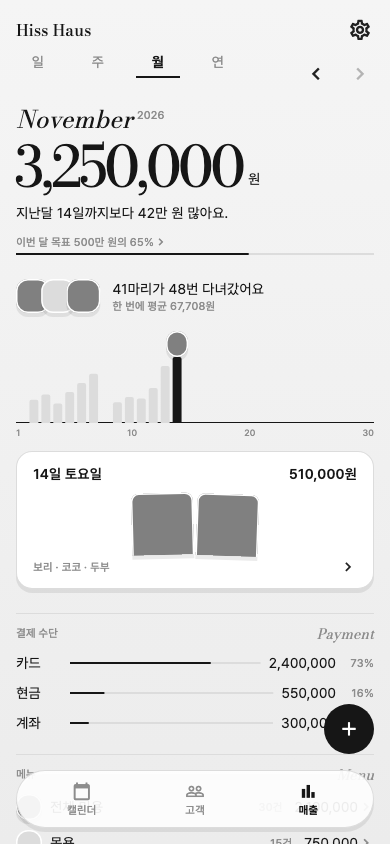 Hiss Haus
일 주 월 연
November 2026
3,250,000 원
지난달 14일까지보다 42만 원 많아요.
이번 달 목표 500만 원의 65%
41마리가 48번 다녀갔어요
한 번에 평균 67,708원
1 10 20 30
14일 토요일 510,000원
보리 · 코코 · 두부
결제 수단 Payment
카드 2,400,000 73%
현금 550,000 16%
계좌 300,00
캘린더 고객 매출
목욕 15건 750,000